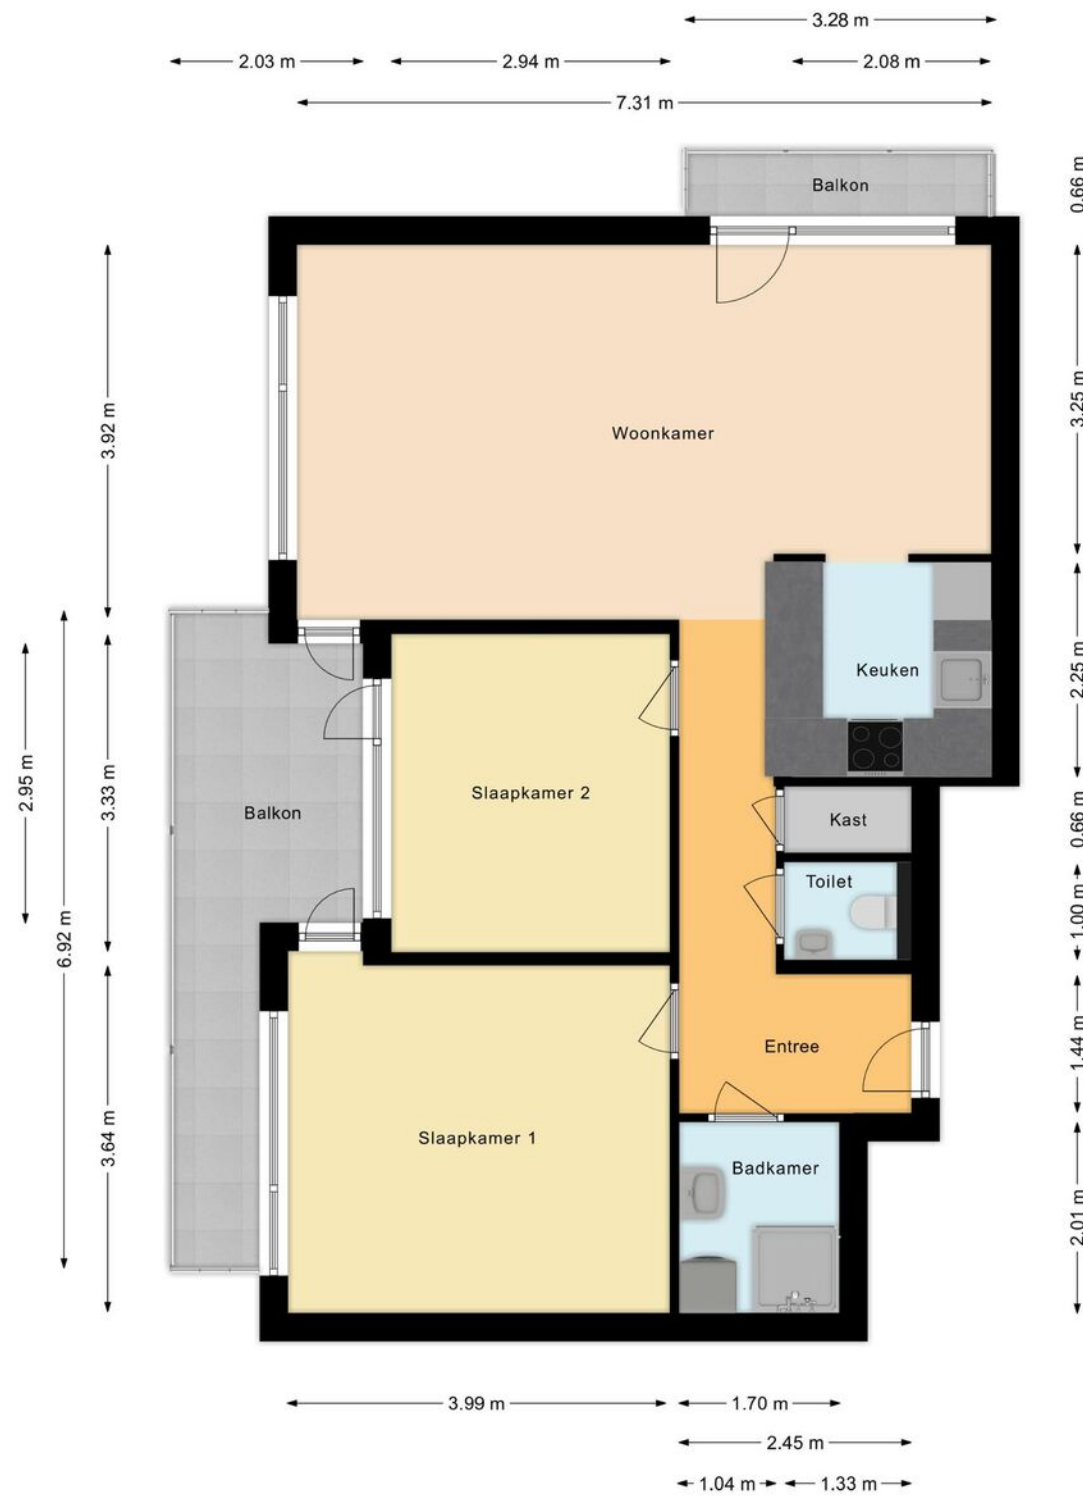 3.28 m
2.03 m
2.94 m
2.08 m
7.31 m
Balkon
0.66 m
3.92 m
3.25 m
Woonkamer
Keuken
2.25 m
2.95 m
3.33 m
6.92 m
Balkon
Slaapkamer 2
Kast
0.66 m
Toilet
1.00 m
Entree
1.44 m
Slaapkamer 1
3.64 m
Badkamer
2.01 m
3.99 m
1.70 m
2.45 m
1.04 m
1.33 m